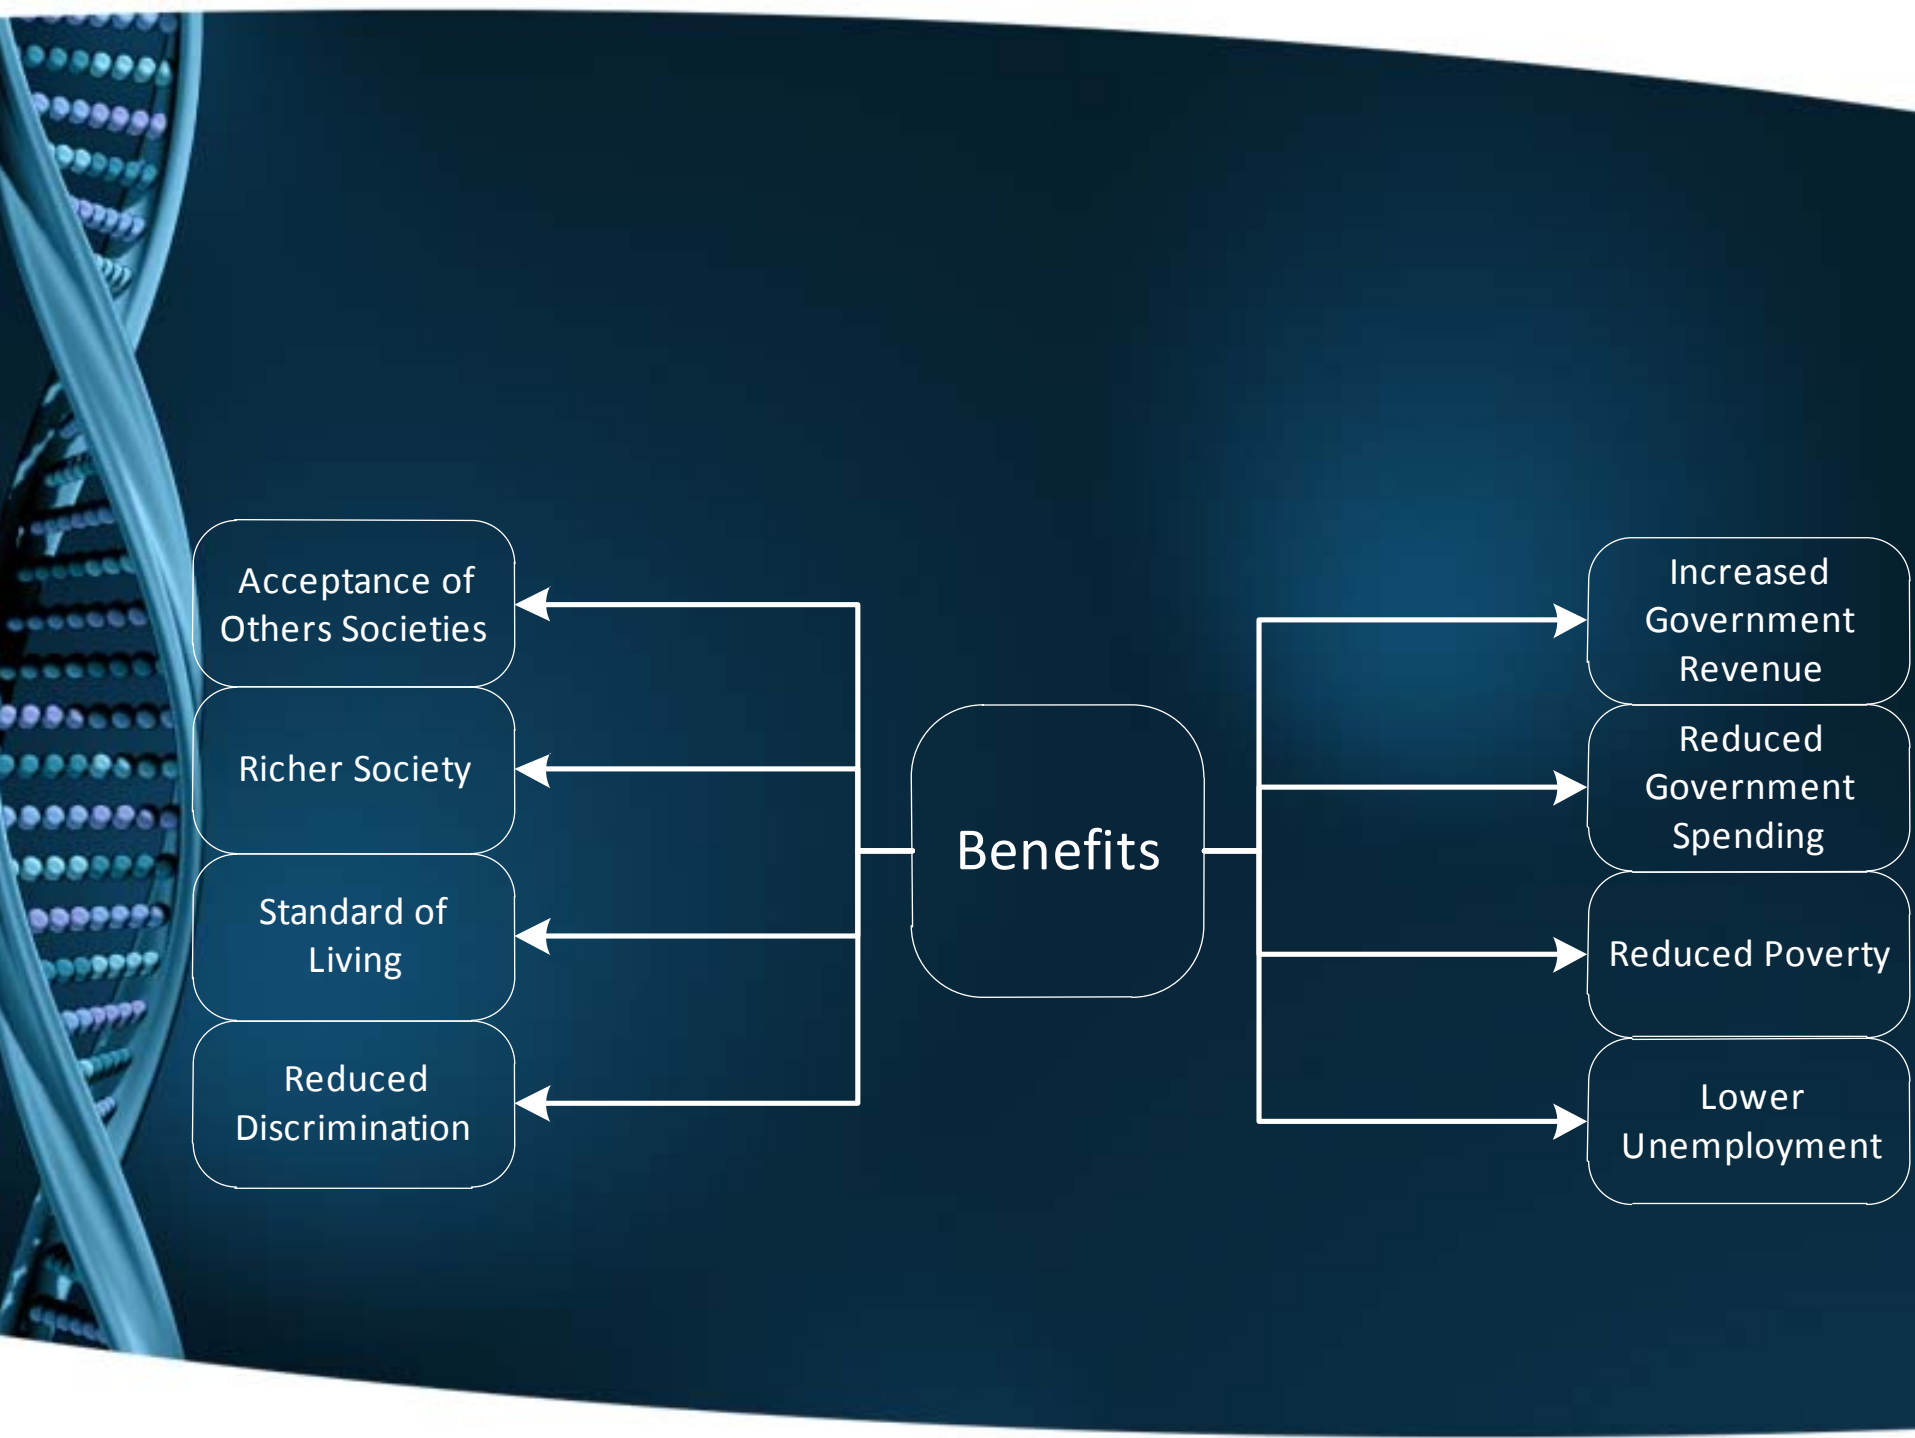 Acceptance of
Others Societies
Richer Society
Standard of
Living
Reduced
Discrimination
Benefits
Increased
Government
Revenue
Reduced
Government
Spending
Reduced Poverty
Lower
Unemployment